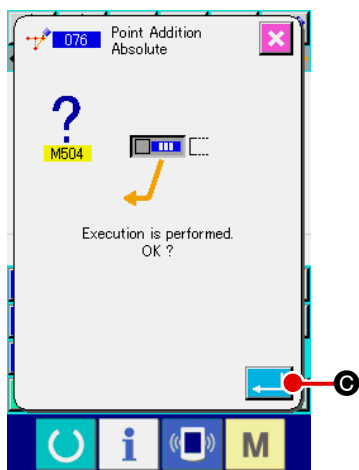 076
Point Addition
Absolute
?
M504
Execution is performed.
OK ?
C
i
M